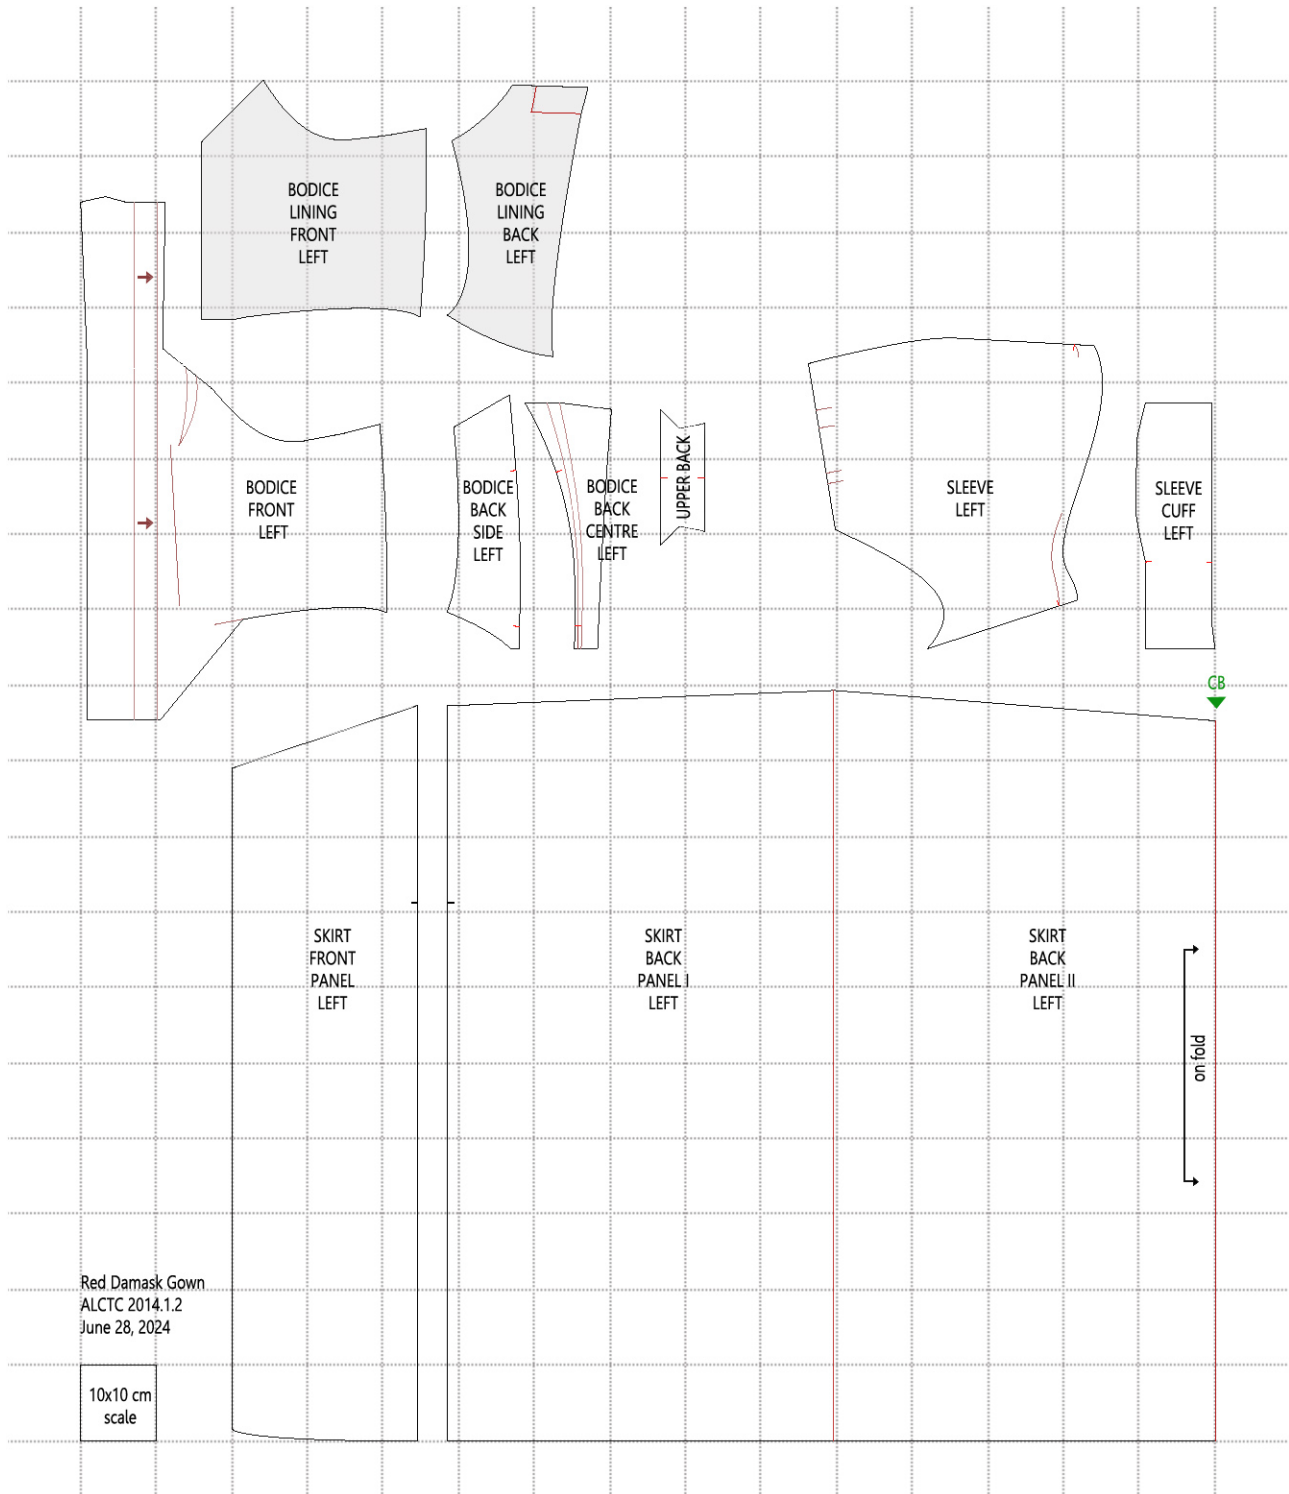 BODICE
LINING
FRONT
LEFT
BODICE
LINING
BACK
LEFT
BODICE
FRONT
LEFT
BODICE
BACK
SIDE
LEFT
BODICE
BACK
CENTRE
LEFT
UPPER BACK
SLEEVE
LEFT
SLEEVE
CUFF
LEFT
CB
SKIRT
FRONT
PANEL
LEFT
SKIRT
BACK
PANEL I
LEFT
SKIRT
BACK
PANEL II
LEFT
on fold
Red Damask Gown
ALCTC 2014.1.2
June 28, 2024
10x10 cm
scale